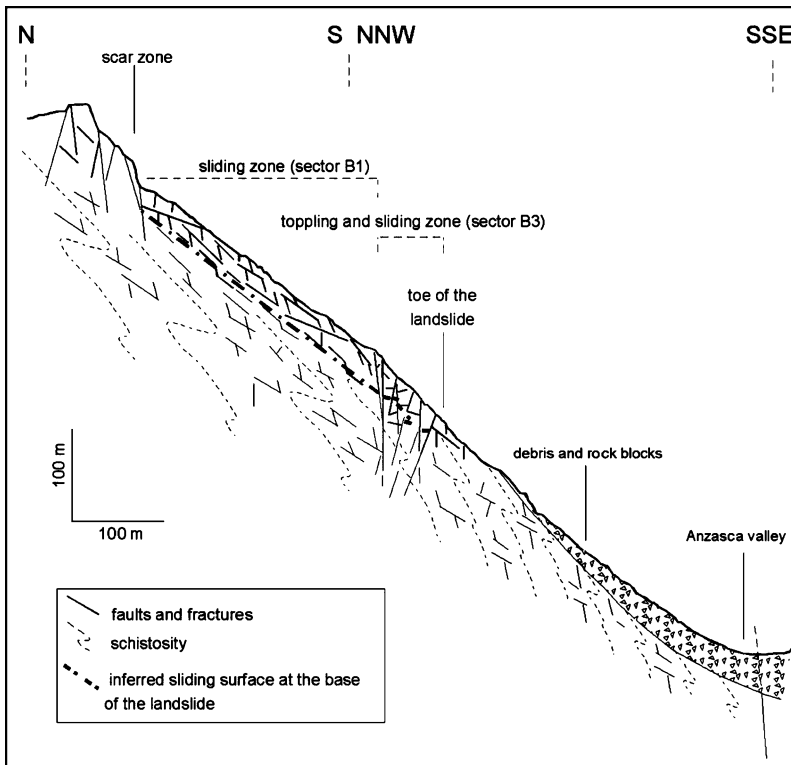 N
S NNW
SSE
scar zone
sliding zone (sector B1)
toppling and sliding zone (sector B3)
toe of the
landslide
debris and rock blocks
Anzasca valley
100 m
100 m
faults and fractures
schistosity
inferred sliding surface at the base
of the landslide